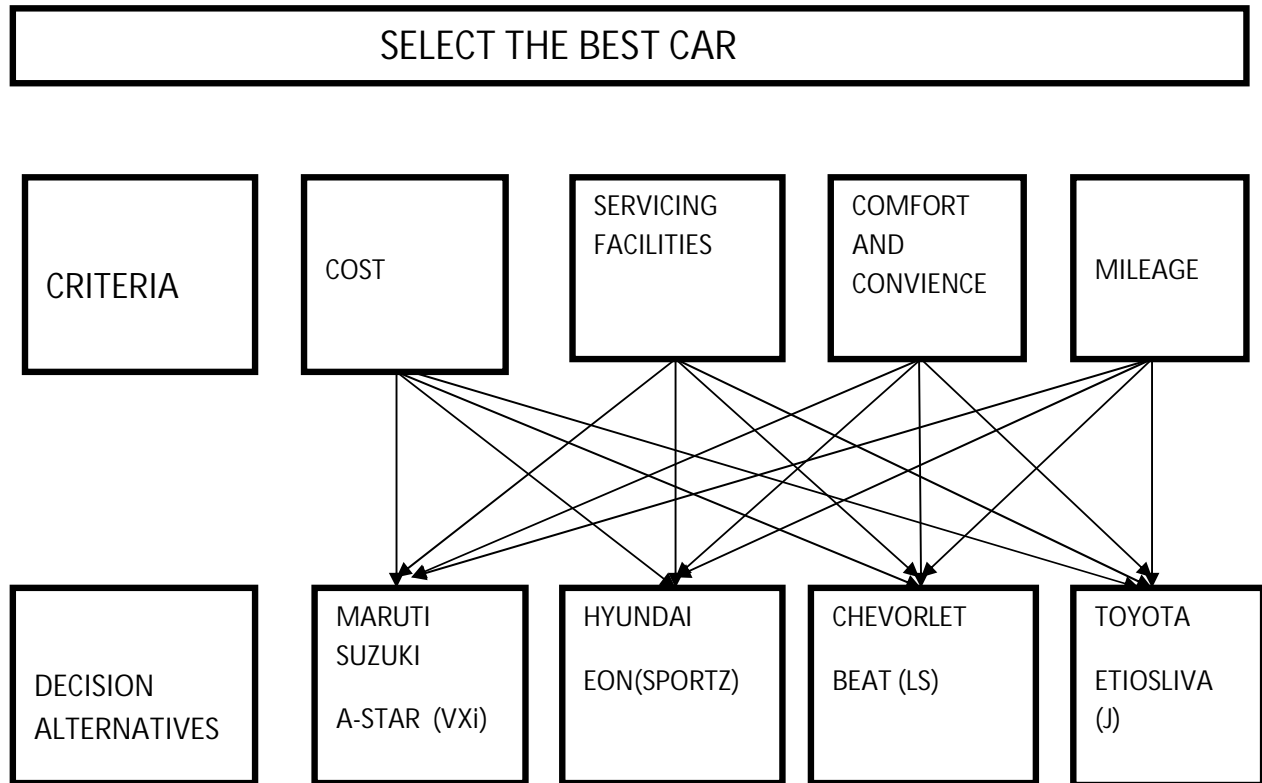 SELECT THE BEST CAR
CRITERIA
COST
SERVICING
FACILITIES
COMFORT
AND
CONVIENCE
MILEAGE
DECISION
ALTERNATIVES
MARUTI
SUZUKI
A-STAR (VXi)
HYUNDAI
EON(SPORTZ)
CHEVORLET
BEAT (LS)
TOYOTA
ETIOSLIVA
(J)